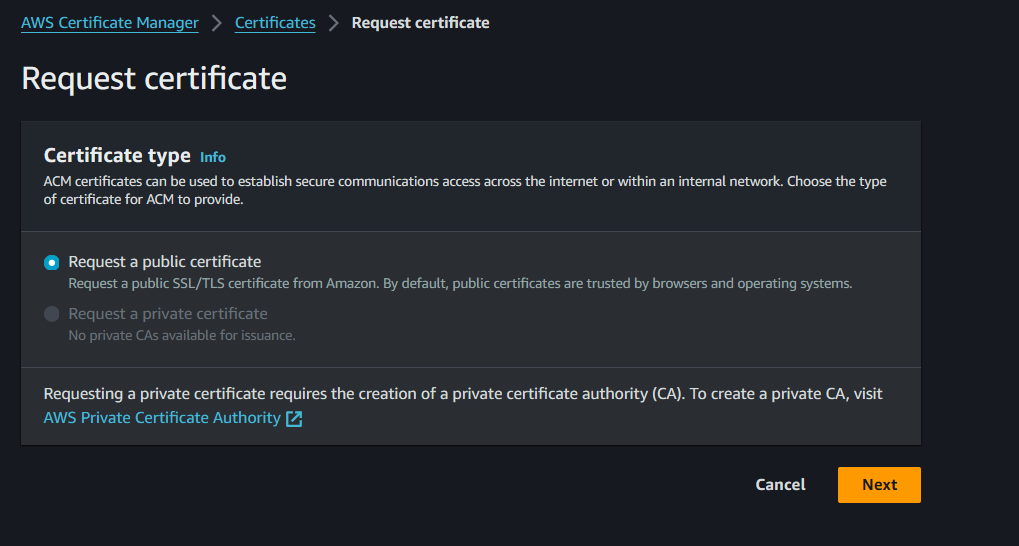 AWS Certificate Manager > Certificates > Request certificate
Request certificate
Certificate type Info
ACM certificates can be used to establish secure communications access across the internet or within an internal network. Choose the type
of certificate for ACM to provide.
Request a public certificate
Request a public SSL/TLS certificate from Amazon. By default, public certificates are trusted by browsers and operating systems.
Request a private certificate
No private CAs available for issuance.
Requesting a private certificate requires the creation of a private certificate authority (CA). To create a private CA, visit
AWS Private Certificate Authority
Cancel Next